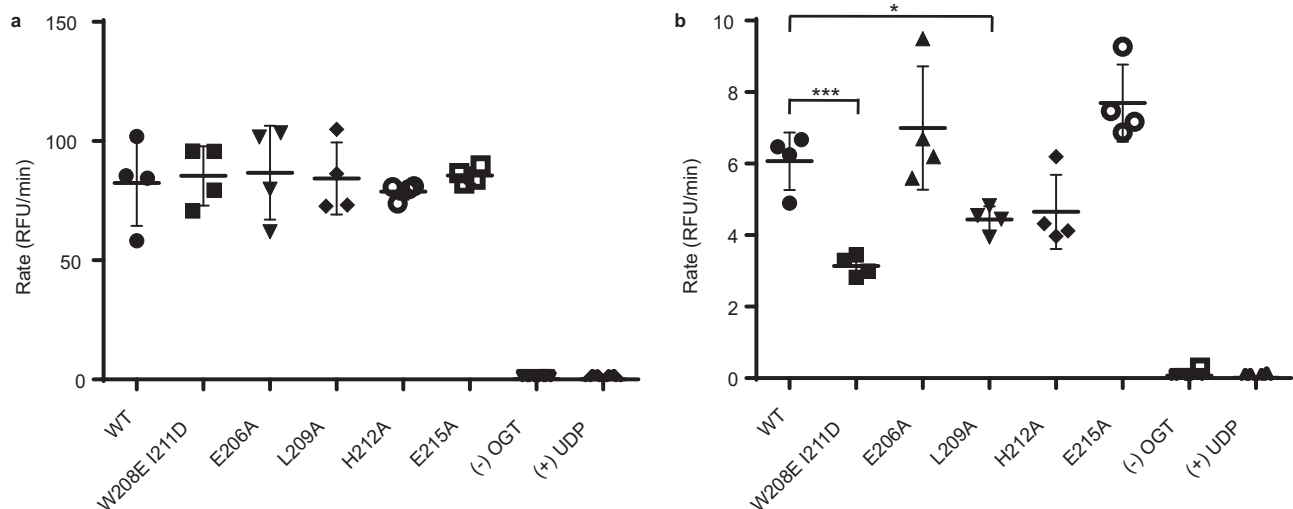 a
150
100
50
0
Rate (RFU/min)
WT
W208E I211D
E206A
L209A
H212A
E215A
(-) OGT
(+) UDP
b
10
8
6
4
2
0
Rate (RFU/min)
*
***
WT
W208E I211D
E206A
L209A
H212A
E215A
(-) OGT
(+) UDP